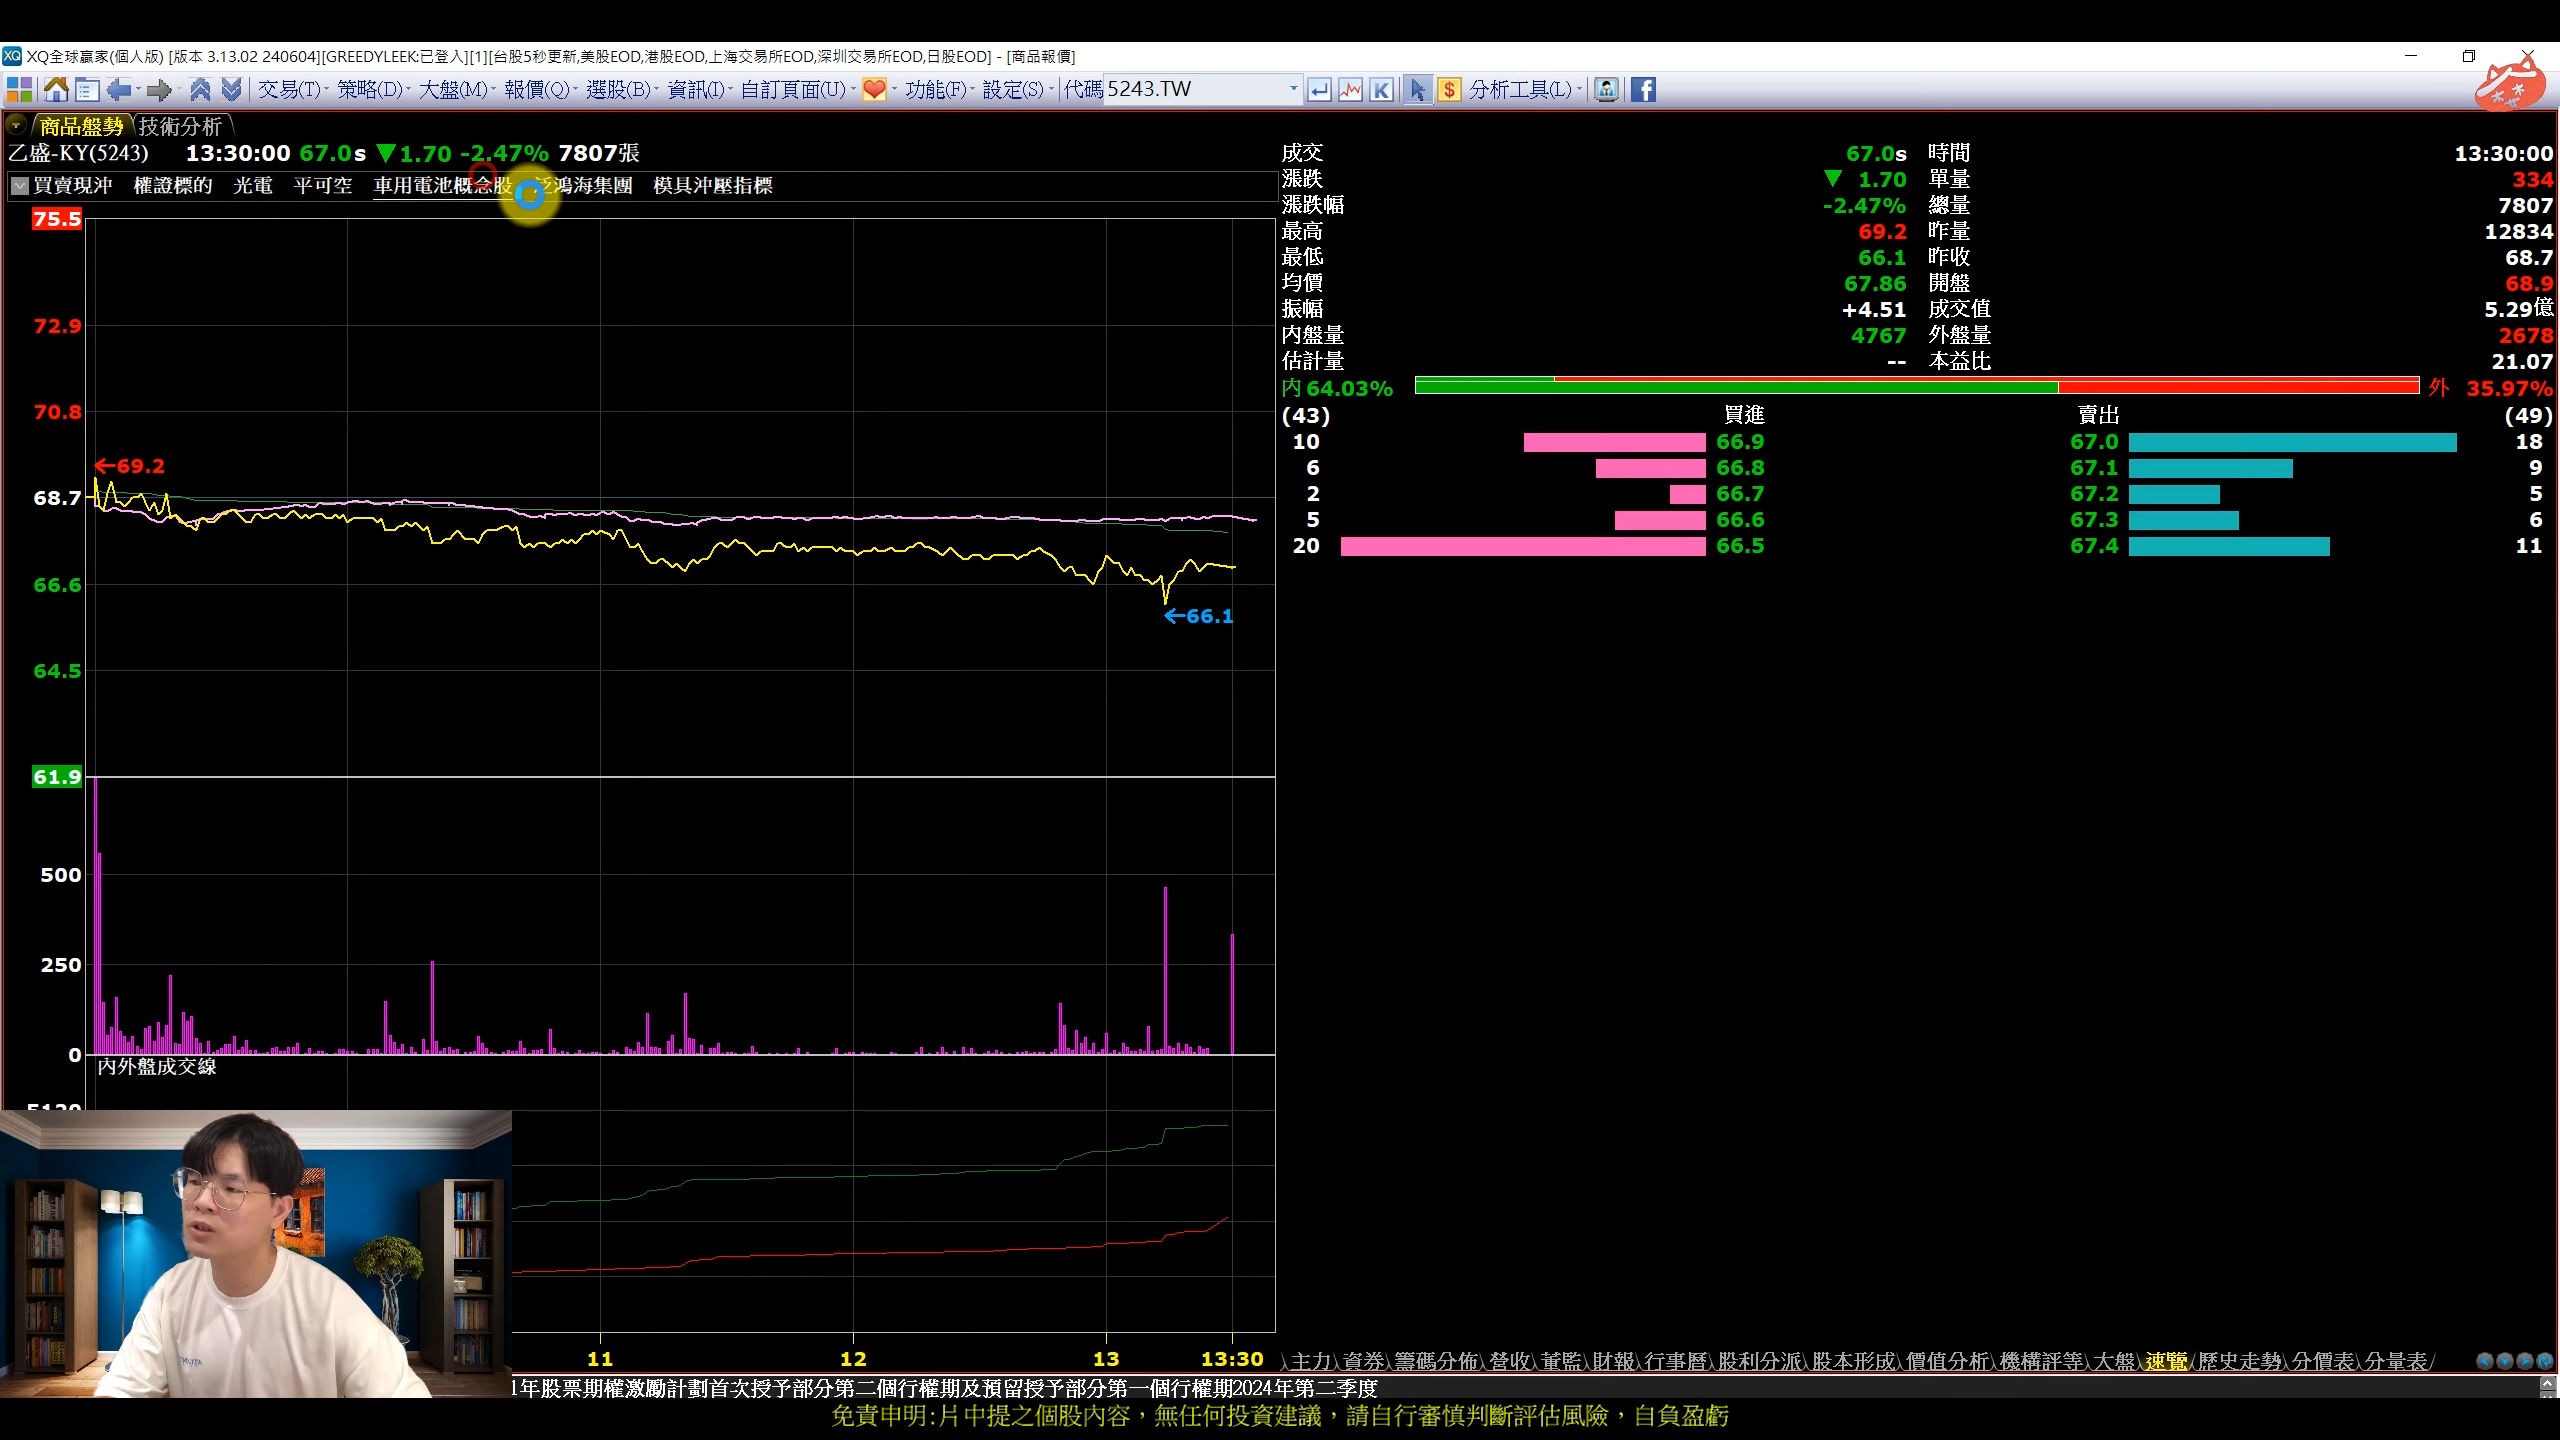 XQ全球贏家(個人版) [版本 3.13.02 240604][GREEDYLEEK:已登入][1][台股5秒更新,美股EOD,港股EOD,上海交易所EOD,深圳交易所EOD,日股EOD] - [商品報價]
交易(T) 策略(D) 大盤(M) 報價(Q) 選股(B) 資訊(I) 自訂頁面(U) 功能(F) 設定(S) 代碼 5243.TW K $ 分析工具(L)
商品盤勢 技術分析
乙盛-KY(5243) 13:30:00 67.0s ▼1.70 -2.47% 7807張
買賣現沖 權證標的 光電 平可空 車用電池概念股 泛鴻海集團 模具沖壓指標
75.5
72.9
70.8
←69.2
68.7
66.6
←66.1
64.5
61.9
500
250
0
內外盤成交線
11 12 13 13:30
成交 67.0s 時間 13:30:00
漲跌 ▼ 1.70 單量 334
漲跌幅 -2.47% 總量 7807
最高 69.2 昨量 12834
最低 66.1 昨收 68.7
均價 67.86 開盤 68.9
振幅 +4.51 成交值 5.29億
內盤量 4767 外盤量 2678
估計量 -- 本益比 21.07
內 64.03% 外 35.97%
(43) 買進 賣出 (49)
10 66.9 67.0 18
6 66.8 67.1 9
2 66.7 67.2 5
5 66.6 67.3 6
20 66.5 67.4 11
主力 資券 籌碼分佈 營收 董監 財報 行事曆 股利分派 股本形成 價值分析 機構評等 大盤 速覽 歷史走勢 分價表 分量表
1年股票期權激勵計劃首次授予部分第二個行權期及預留授予部分第一個行權期2024年第二季度
免責申明:片中提之個股內容，無任何投資建議，請自行審慎判斷評估風險，自負盈虧